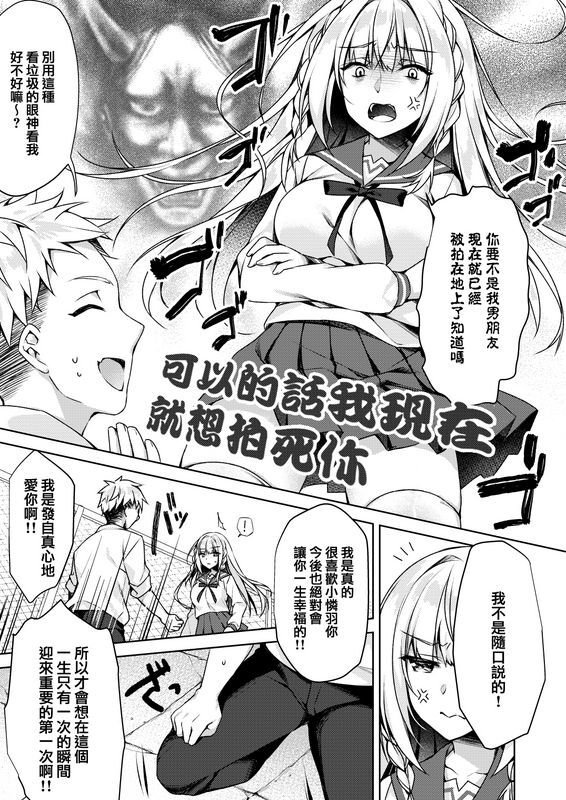 你要不是我男朋友
現在就已經
被拍在地上了知道嗎
別用這種
看垃圾的眼神看我
好不好嘛～?
可以的話我現在
就想拍死你
我不是隨口說的!
我是真的
很喜歡小憐羽你
今後也絕對會
讓你一生幸福的!!
!
我是發自真心地
愛你啊!!
所以才會想在這個
一生只有一次的瞬間
迎來重要的第一次啊!!